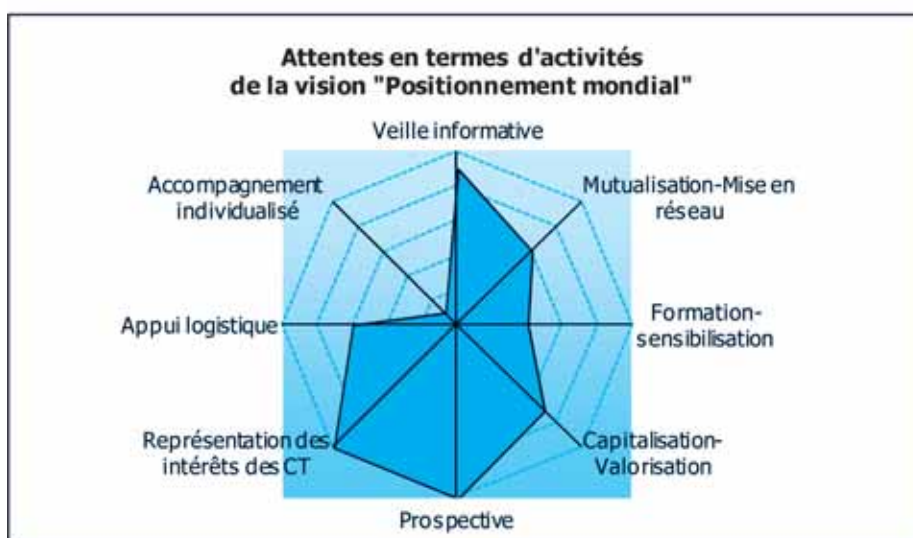 Attentes en termes d'activités
de la vision "Positionnement mondial"
Veille informative
Accompagnement
individualisé
Mutualisation-Mise en
réseau
Appui logistique
Formation-
sensibilisation
Représentation des
intérêts des CT
Capitalisation-
Valorisation
Prospective